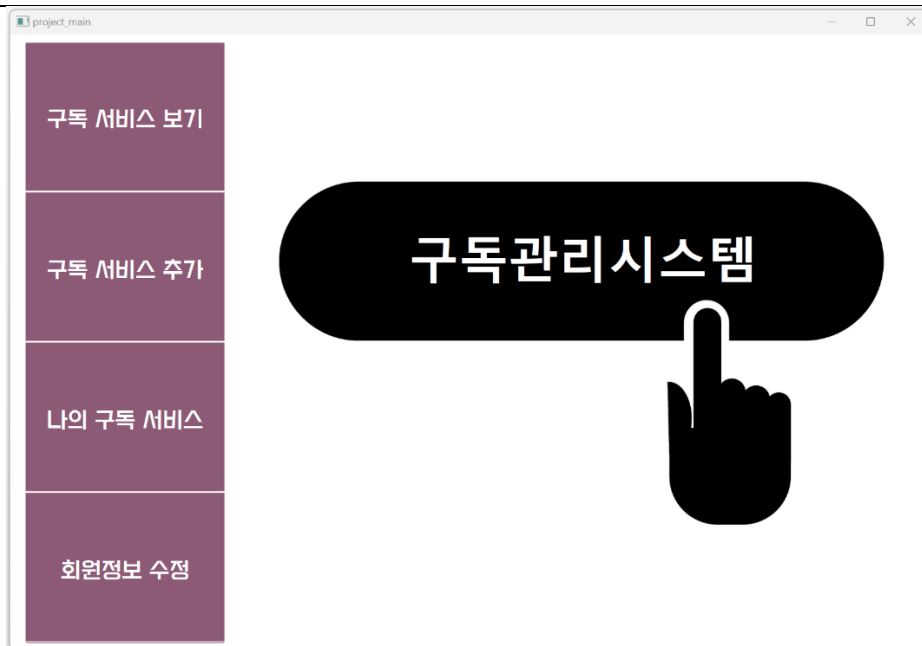 project_main
구독 서비스 보기
구독 서비스 추가
나의 구독 서비스
회원정보 수정
구독관리시스템